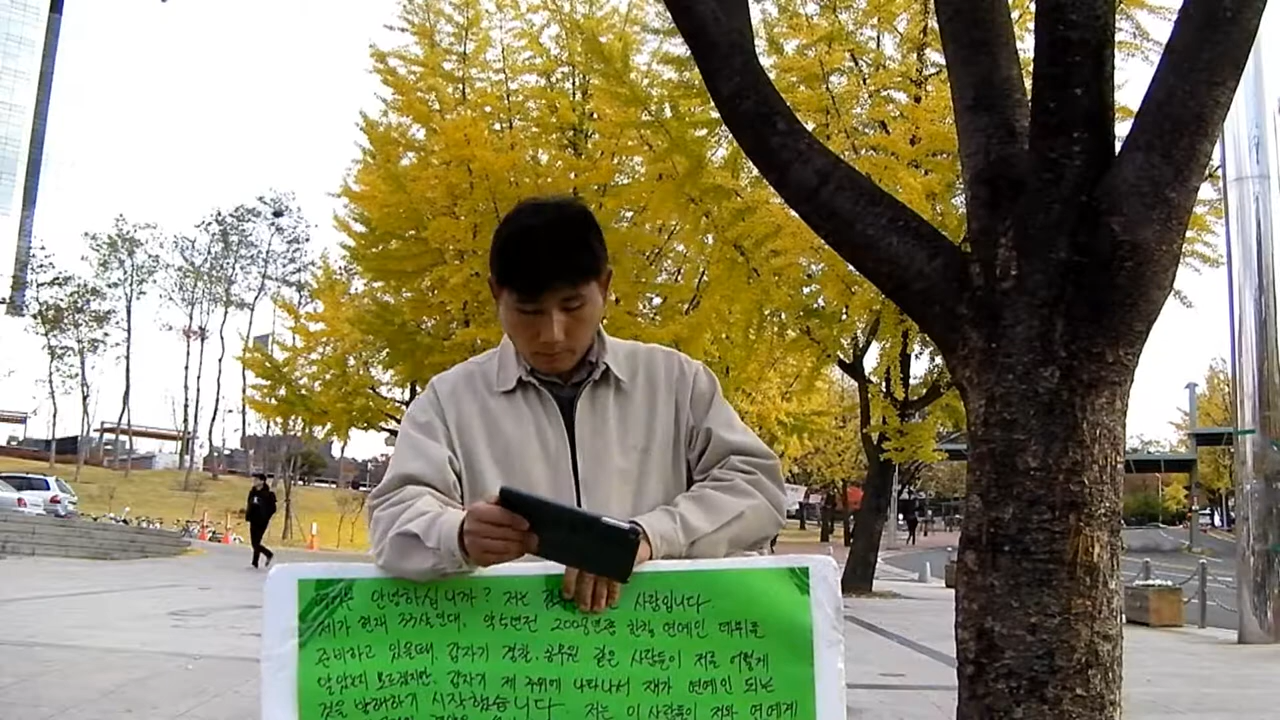 안녕하십니까? 저는 사람입니다.
제가 현재 33살인데, 약5년전 2008년쯤 한창 연예인 데뷔를
준비하고 있을때, 갑자기 경찰, 공무원 같은 사람들이 저를 어떻게
알았는지 모르겠지만, 갑자기 제 주위에 나타나서 제가 연예인 되는
것을 방해하기 시작했습니다. 저는 이 사람들이 저와 연예계